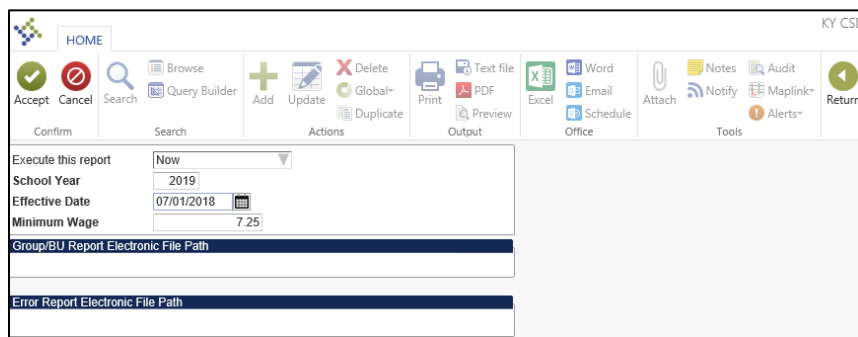 KY CSI
HOME
Accept Cancel Search Browse Query Builder Add Update Delete Global Duplicate Print Text file PDF Preview Excel Word Email Schedule Attach Notes Notify Audit Maplink Alerts Return
Confirm Search Actions Output Office Tools
Execute this report Now
School Year 2019
Effective Date 07/01/2018
Minimum Wage 7.25
Group/BU Report Electronic File Path
Error Report Electronic File Path